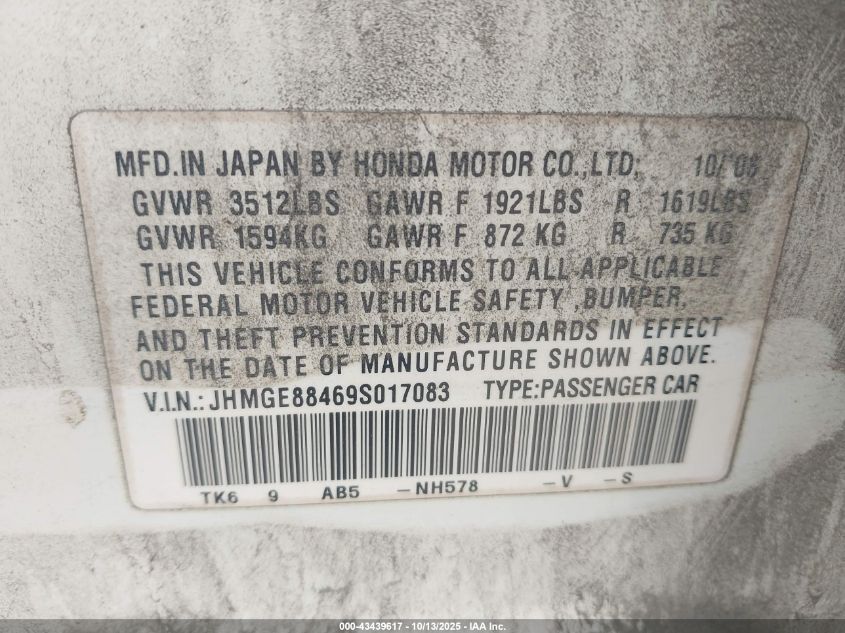 MFD.IN JAPAN BY HONDA MOTOR CO.,LTD. 10/'08
GVWR 3512LBS GAWR F 1921LBS R 1619LBS
GVWR 1594KG GAWR F 872 KG R 735 KG
THIS VEHICLE CONFORMS TO ALL APPLICABLE
FEDERAL MOTOR VEHICLE SAFETY ,BUMPER,
AND THEFT PREVENTION STANDARDS IN EFFECT
ON THE DATE OF MANUFACTURE SHOWN ABOVE.
V.I.N.: JHMGE88469S017083 TYPE:PASSENGER CAR
TK6 9 AB5 -NH578 -V -S
000-43439617 - 10/13/2025 - IAA Inc.